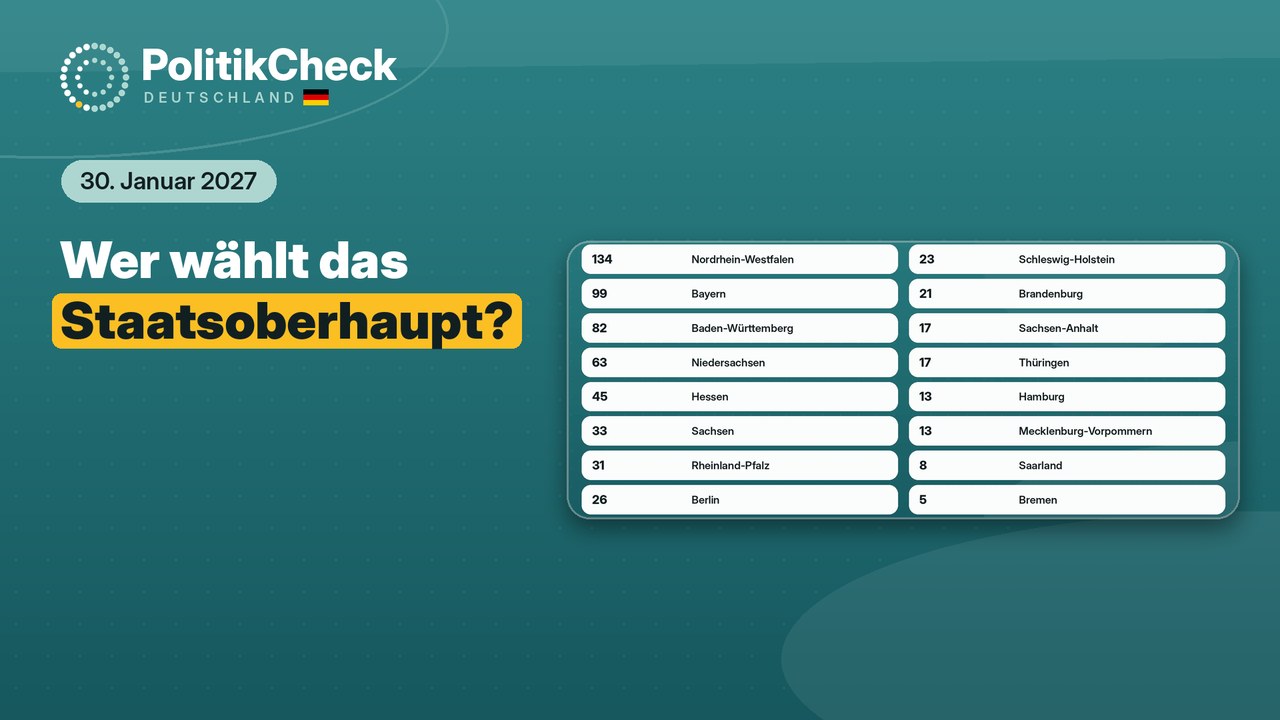 PolitikCheck
DEUTSCHLAND
30. Januar 2027
Wer wählt das
Staatsoberhaupt?
134 Nordrhein-Westfalen
99 Bayern
82 Baden-Württemberg
63 Niedersachsen
45 Hessen
33 Sachsen
31 Rheinland-Pfalz
26 Berlin
23 Schleswig-Holstein
21 Brandenburg
17 Sachsen-Anhalt
17 Thüringen
13 Hamburg
13 Mecklenburg-Vorpommern
8 Saarland
5 Bremen